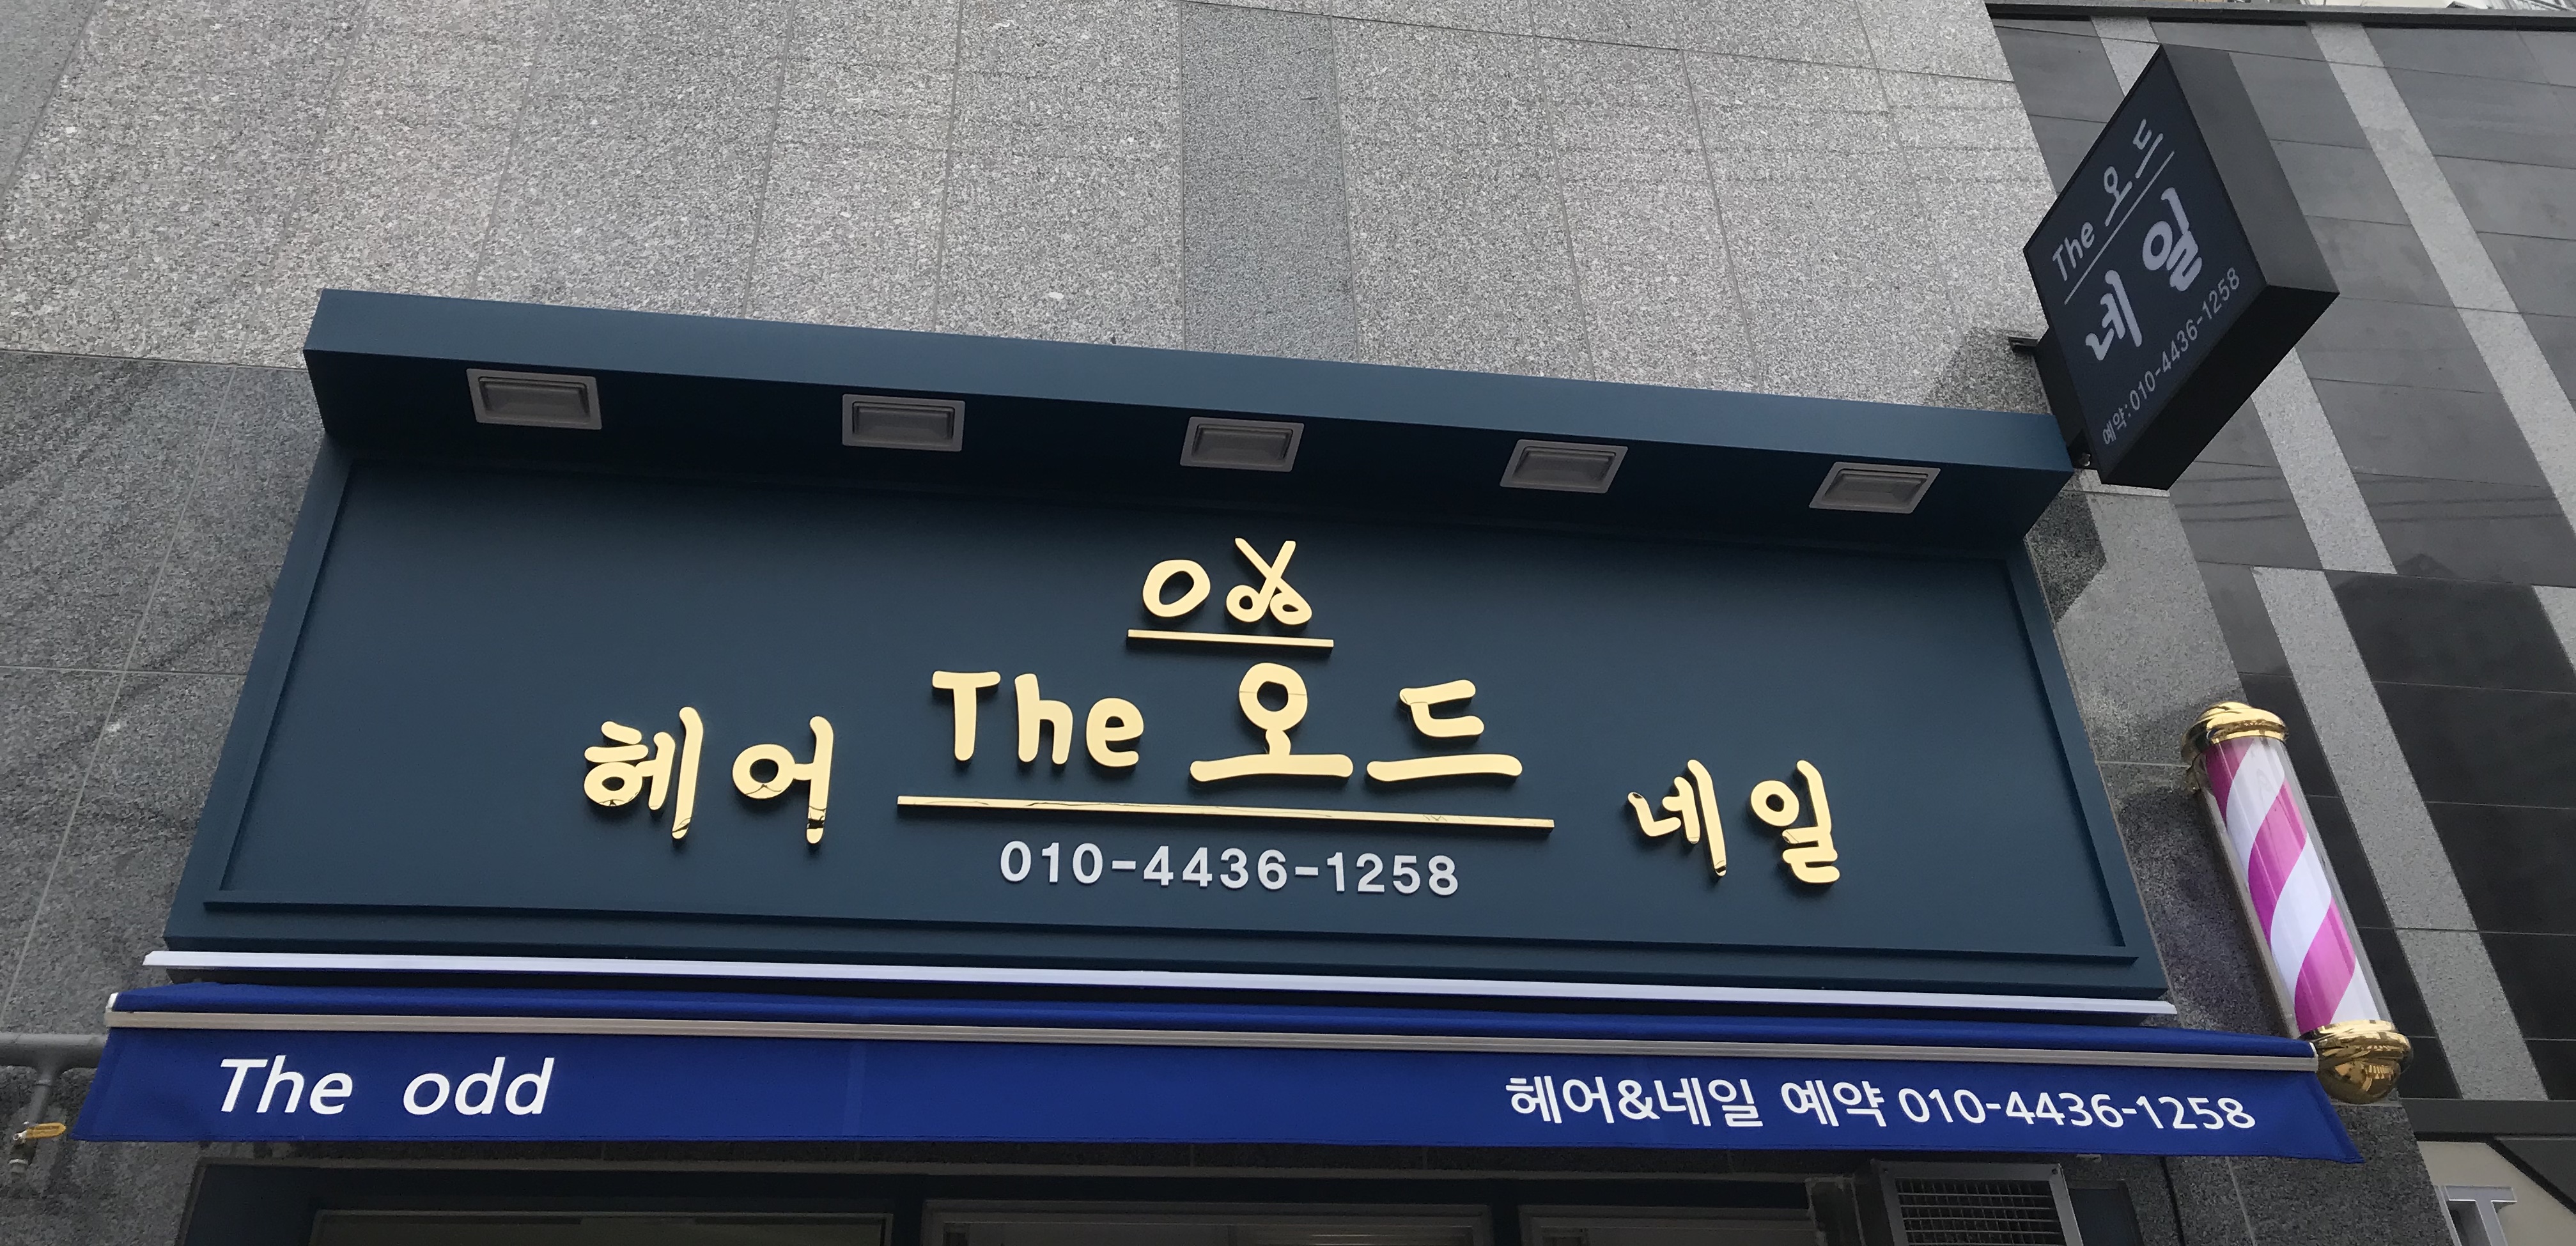 The 오드
네일
예약:010-4436-1258
헤어 The 오드 네일
010-4436-1258
The odd
헤어&네일 예약 010-4436-1258